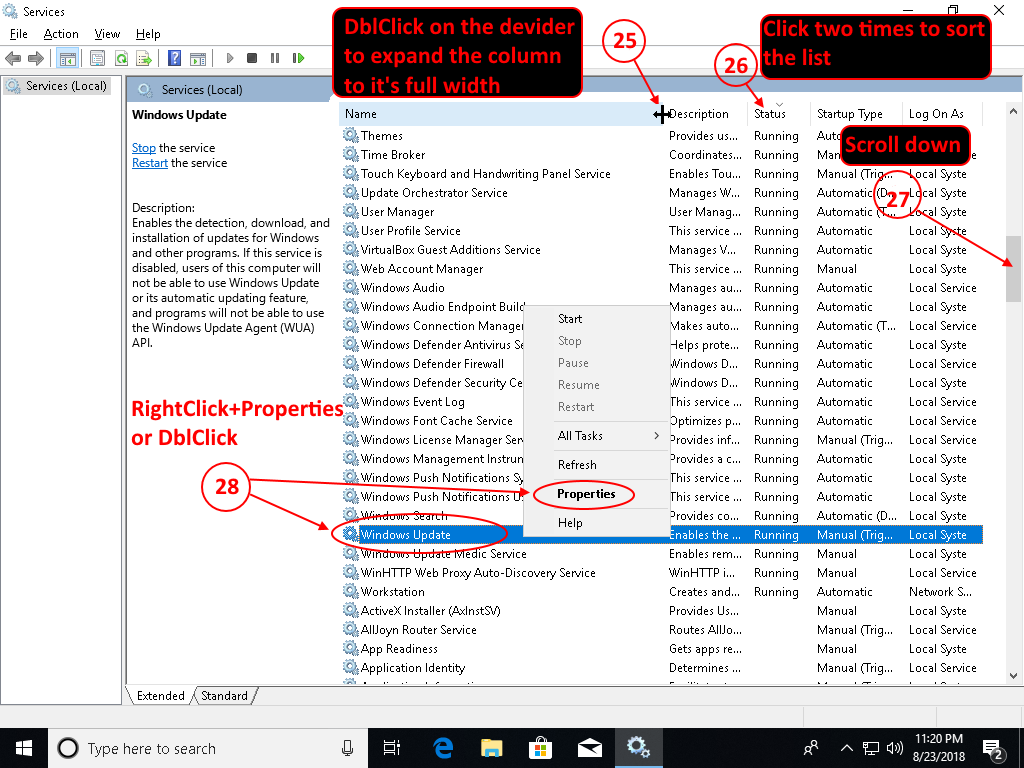 Services
File Action View Help
DblClick on the devider
to expand the column
to it's full width
25
26
Click two times to sort
the list
Services (Local)
Services (Local)
Windows Update
Stop the service
Restart the service
Description:
Enables the detection, download, and
installation of updates for Windows
and other programs. If this service is
disabled, users of this computer will
not be able to use Windows Update
or its automatic updating feature,
and programs will not be able to use
the Windows Update Agent (WUA)
API.
RightClick+Properties
or DblClick
28
Name Description Status Startup Type Log On As
Scroll down
27
Themes Provides us... Running
Time Broker Coordinates... Running
Touch Keyboard and Handwriting Panel Service Enables Tou... Running Manual (Trig... Local Syste
Update Orchestrator Service Manages W... Running Automatic (D... Local Syste
User Manager User Manag... Running Automatic (T... Local Syste
User Profile Service This service ... Running Automatic Local Syste
VirtualBox Guest Additions Service Manages V... Running Automatic Local Syste
Web Account Manager This service ... Running Manual Local Syste
Windows Audio Manages au... Running Automatic Local Service
Windows Audio Endpoint Build Manages au... Running Automatic Local Syste
Windows Connection Manager Makes auto... Running Automatic (T... Local Service
Windows Defender Antivirus Se Helps prote... Running Automatic Local Syste
Windows Defender Firewall Windows D... Running Automatic Local Service
Windows Defender Security Ce Windows D... Running Automatic Local Syste
Windows Event Log This service ... Running Automatic Local Service
Windows Font Cache Service Optimizes p... Running Automatic Local Service
Windows License Manager Ser Provides inf... Running Manual (Trig... Local Service
Windows Management Instrun Provides a c... Running Automatic Local Syste
Windows Push Notifications Sy This service ... Running Automatic Local Syste
Windows Push Notifications U This service ... Running Automatic Local Syste
Windows Search Provides co... Running Automatic (D... Local Syste
Windows Update Enables the ... Running Manual (Trig... Local Syste
Windows Update Medic Service Enables rem... Running Manual Local Syste
WinHTTP Web Proxy Auto-Discovery Service WinHTTP i... Running Manual Local Service
Workstation Creates and... Running Automatic Network S...
ActiveX Installer (AxInstSV) Provides Us... Manual Local Syste
AllJoyn Router Service Routes AllJo... Manual (Trig... Local Service
App Readiness Gets apps re... Manual Local Syste
Application Identity Determines ... Manual (Trig... Local Service
Start
Stop
Pause
Resume
Restart
All Tasks
Refresh
Properties
Help
Extended Standard
Type here to search
11:20 PM
8/23/2018
2